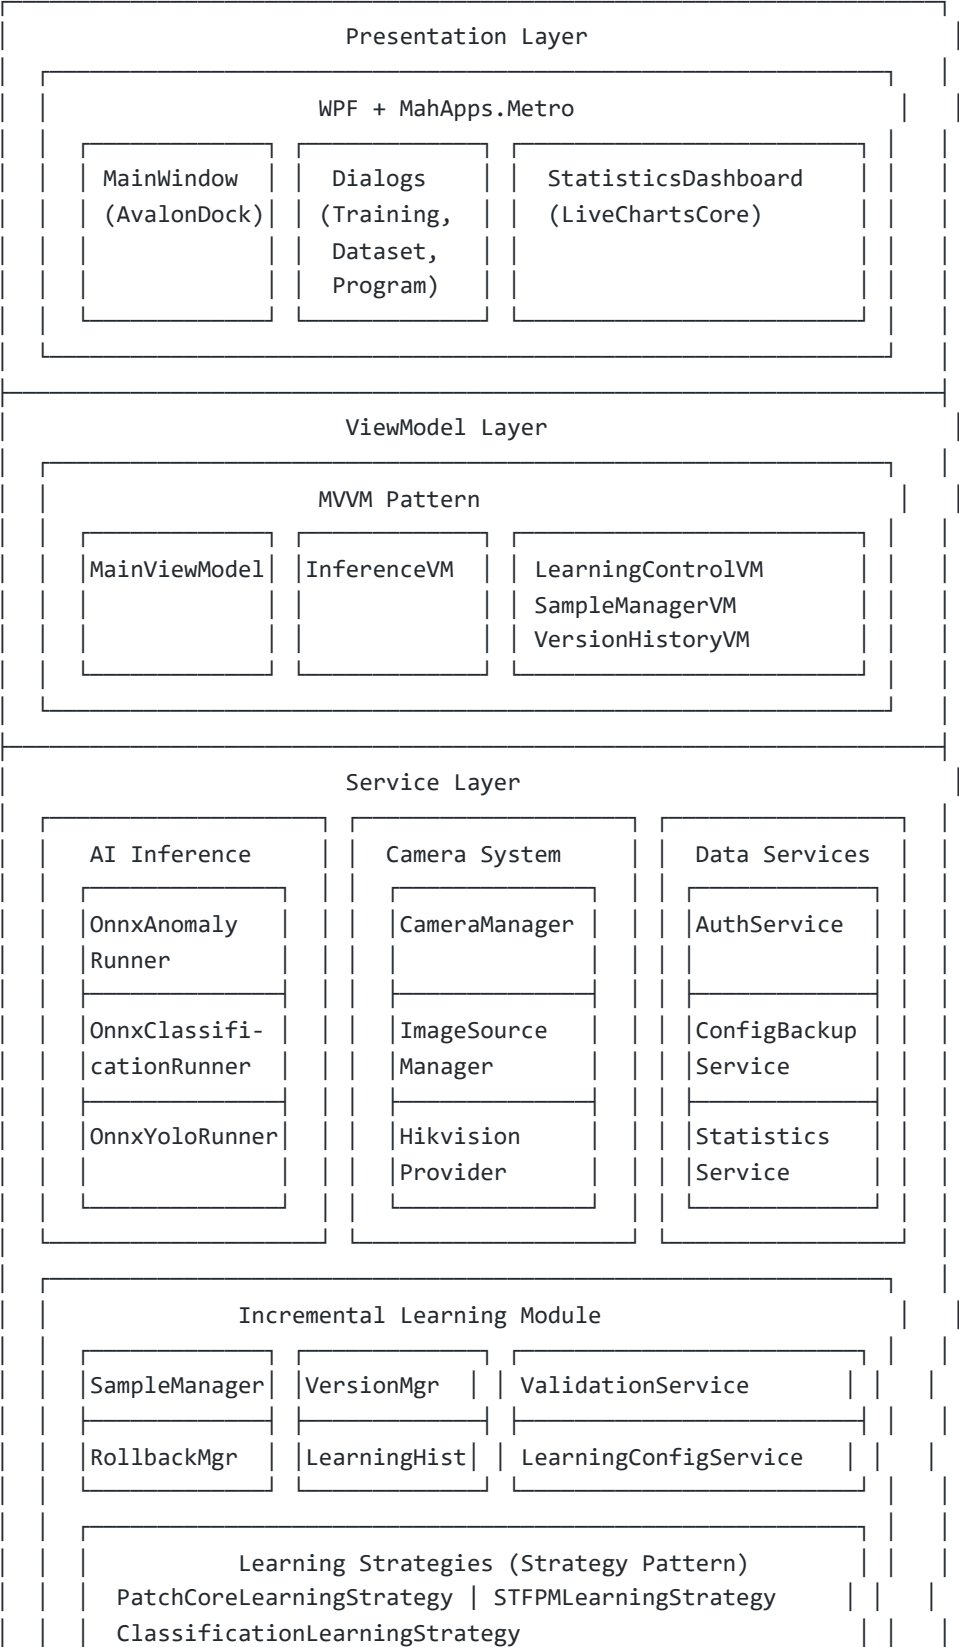 Presentation Layer
WPF + MahApps.Metro
MainWindow Dialogs StatisticsDashboard
(AvalonDock) (Training, (LiveChartsCore)
Dataset,
Program)
ViewModel Layer
MVVM Pattern
MainViewModel InferenceVM LearningControlVM
SampleManagerVM
VersionHistoryVM
Service Layer
AI Inference Camera System Data Services
OnnxAnomaly CameraManager AuthService
Runner
OnnxClassifi- ImageSource ConfigBackup
cationRunner Manager Service
OnnxYoloRunner Hikvision Statistics
Provider Service
Incremental Learning Module
SampleManager VersionMgr ValidationService
RollbackMgr LearningHist LearningConfigService
Learning Strategies (Strategy Pattern)
PatchCoreLearningStrategy | STFPMLearningStrategy
ClassificationLearningStrategy